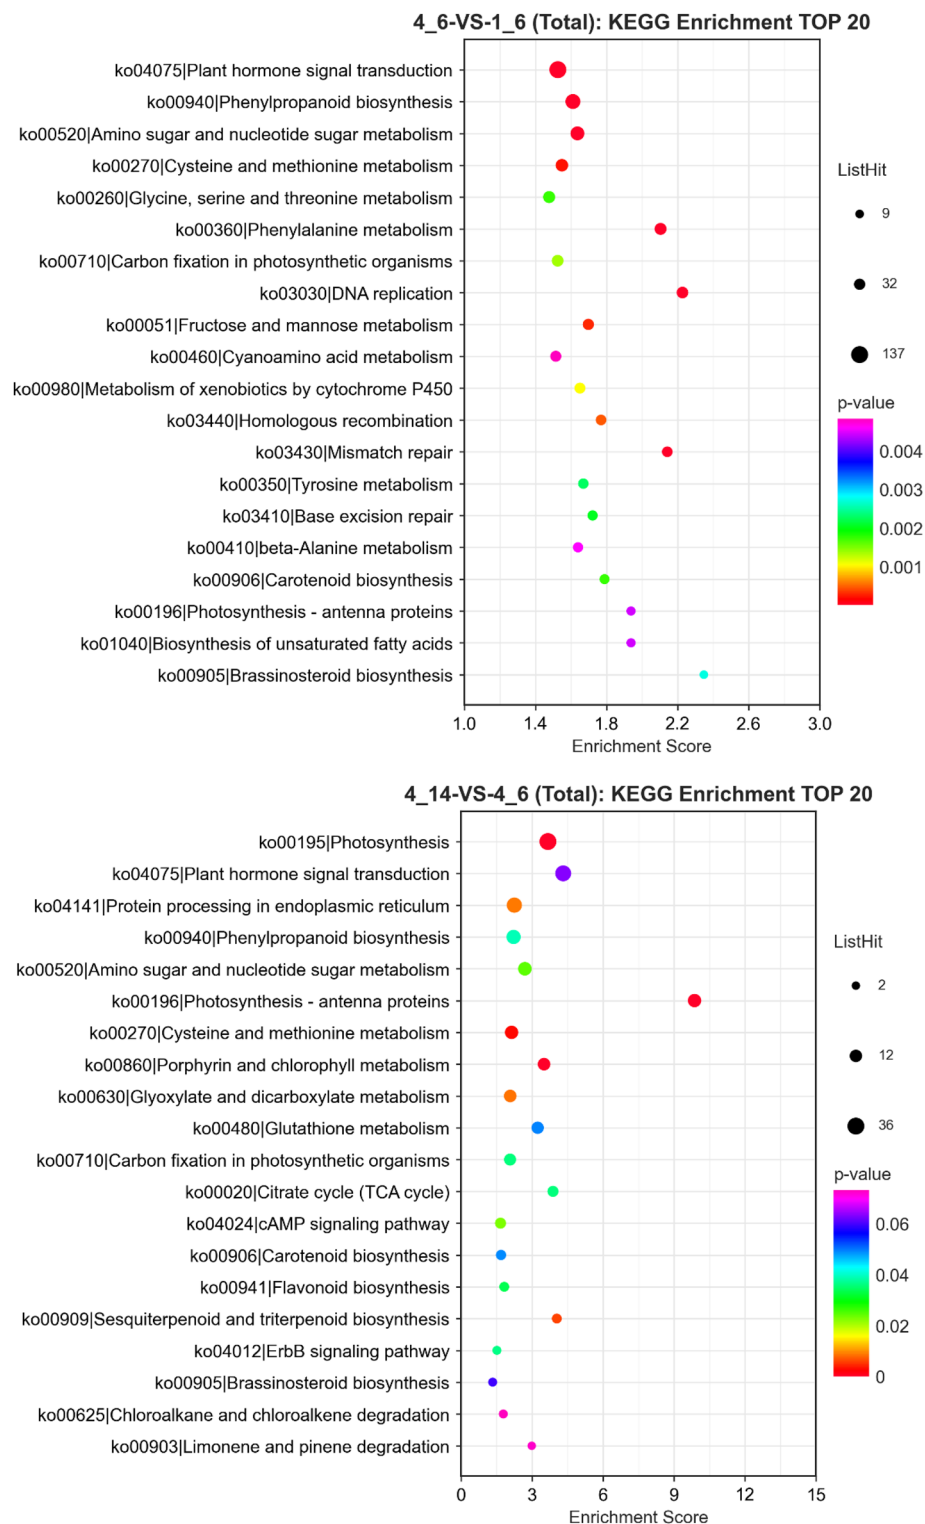 4_6-VS-1_6 (Total): KEGG Enrichment TOP 20
ko04075|Plant hormone signal transduction
ko00940|Phenylpropanoid biosynthesis
ko00520|Amino sugar and nucleotide sugar metabolism
ko00270|Cysteine and methionine metabolism
ko00260|Glycine, serine and threonine metabolism
ko00360|Phenylalanine metabolism
ko00710|Carbon fixation in photosynthetic organisms
ko03030|DNA replication
ko00051|Fructose and mannose metabolism
ko00460|Cyanoamino acid metabolism
ko00980|Metabolism of xenobiotics by cytochrome P450
ko03440|Homologous recombination
ko03430|Mismatch repair
ko00350|Tyrosine metabolism
ko03410|Base excision repair
ko00410|beta-Alanine metabolism
ko00906|Carotenoid biosynthesis
ko00196|Photosynthesis - antenna proteins
ko01040|Biosynthesis of unsaturated fatty acids
ko00905|Brassinosteroid biosynthesis
1.0 1.4 1.8 2.2 2.6 3.0
Enrichment Score
ListHit
9
32
137
p-value
0.004
0.003
0.002
0.001
4_14-VS-4_6 (Total): KEGG Enrichment TOP 20
ko00195|Photosynthesis
ko04075|Plant hormone signal transduction
ko04141|Protein processing in endoplasmic reticulum
ko00940|Phenylpropanoid biosynthesis
ko00520|Amino sugar and nucleotide sugar metabolism
ko00196|Photosynthesis - antenna proteins
ko00270|Cysteine and methionine metabolism
ko00860|Porphyrin and chlorophyll metabolism
ko00630|Glyoxylate and dicarboxylate metabolism
ko00480|Glutathione metabolism
ko00710|Carbon fixation in photosynthetic organisms
ko00020|Citrate cycle (TCA cycle)
ko04024|cAMP signaling pathway
ko00906|Carotenoid biosynthesis
ko00941|Flavonoid biosynthesis
ko00909|Sesquiterpenoid and triterpenoid biosynthesis
ko04012|ErbB signaling pathway
ko00905|Brassinosteroid biosynthesis
ko00625|Chloroalkane and chloroalkene degradation
ko00903|Limonene and pinene degradation
0 3 6 9 12 15
Enrichment Score
ListHit
2
12
36
p-value
0.06
0.04
0.02
0